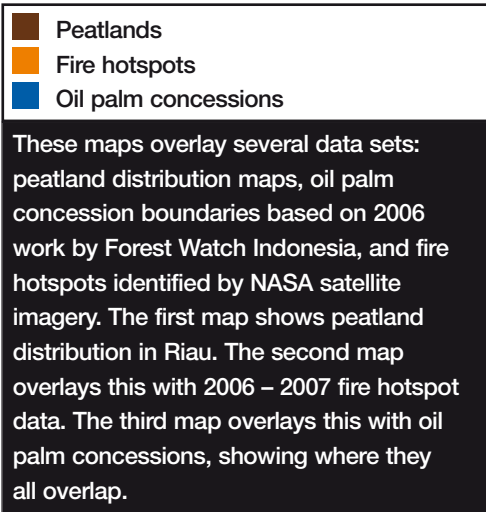 Peatlands
Fire hotspots
Oil palm concessions
These maps overlay several data sets:
peatland distribution maps, oil palm
concession boundaries based on 2006
work by Forest Watch Indonesia, and fire
hotspots identified by NASA satellite
imagery. The first map shows peatland
distribution in Riau. The second map
overlays this with 2006 – 2007 fire hotspot
data. The third map overlays this with oil
palm concessions, showing where they
all overlap.